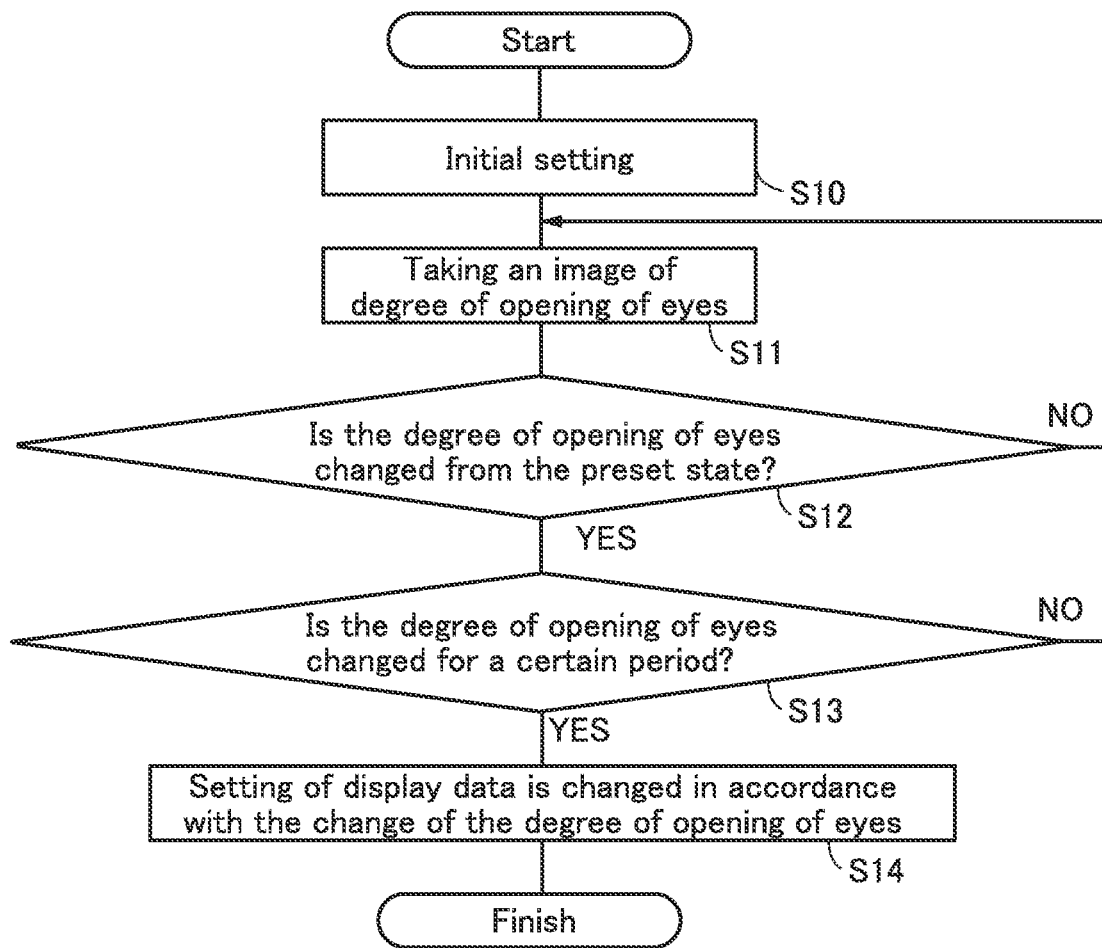 Start
Initial setting
S10
Taking an image of
degree of opening of eyes
S11
Is the degree of opening of eyes
changed from the preset state?
NO
S12
YES
Is the degree of opening of eyes
changed for a certain period?
NO
S13
YES
Setting of display data is changed in accordance
with the change of the degree of opening of eyes
S14
Finish